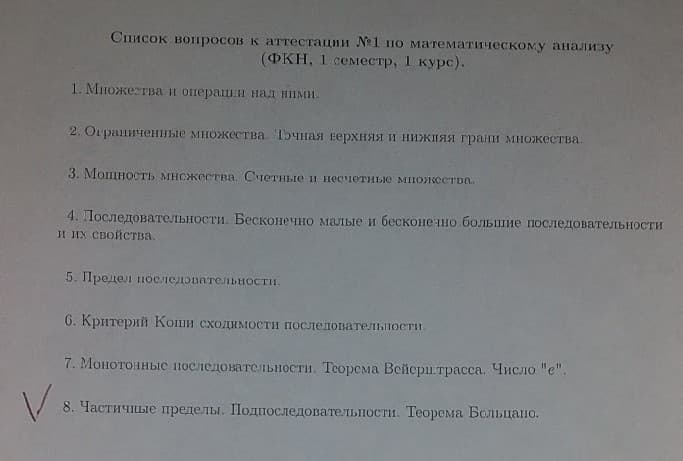 Список вопросов к аттестации №1 по математическому анализу
(ФКН, 1 семестр, 1 курс).
1. Множества и операции над ними.
2. Ограниченные множества. Точная верхняя и нижняя грани множества.
3. Мощность множества. Счетные и несчетные множества.
4. Последовательности. Бесконечно малые и бесконечно большие последовательности
и их свойства.
5. Предел последовательности.
6. Критерий Коши сходимости последовательности.
7. Монотонные последовательности. Теорема Вейерштрасса. Число "e".
8. Частичные пределы. Подпоследовательности. Теорема Больцано.